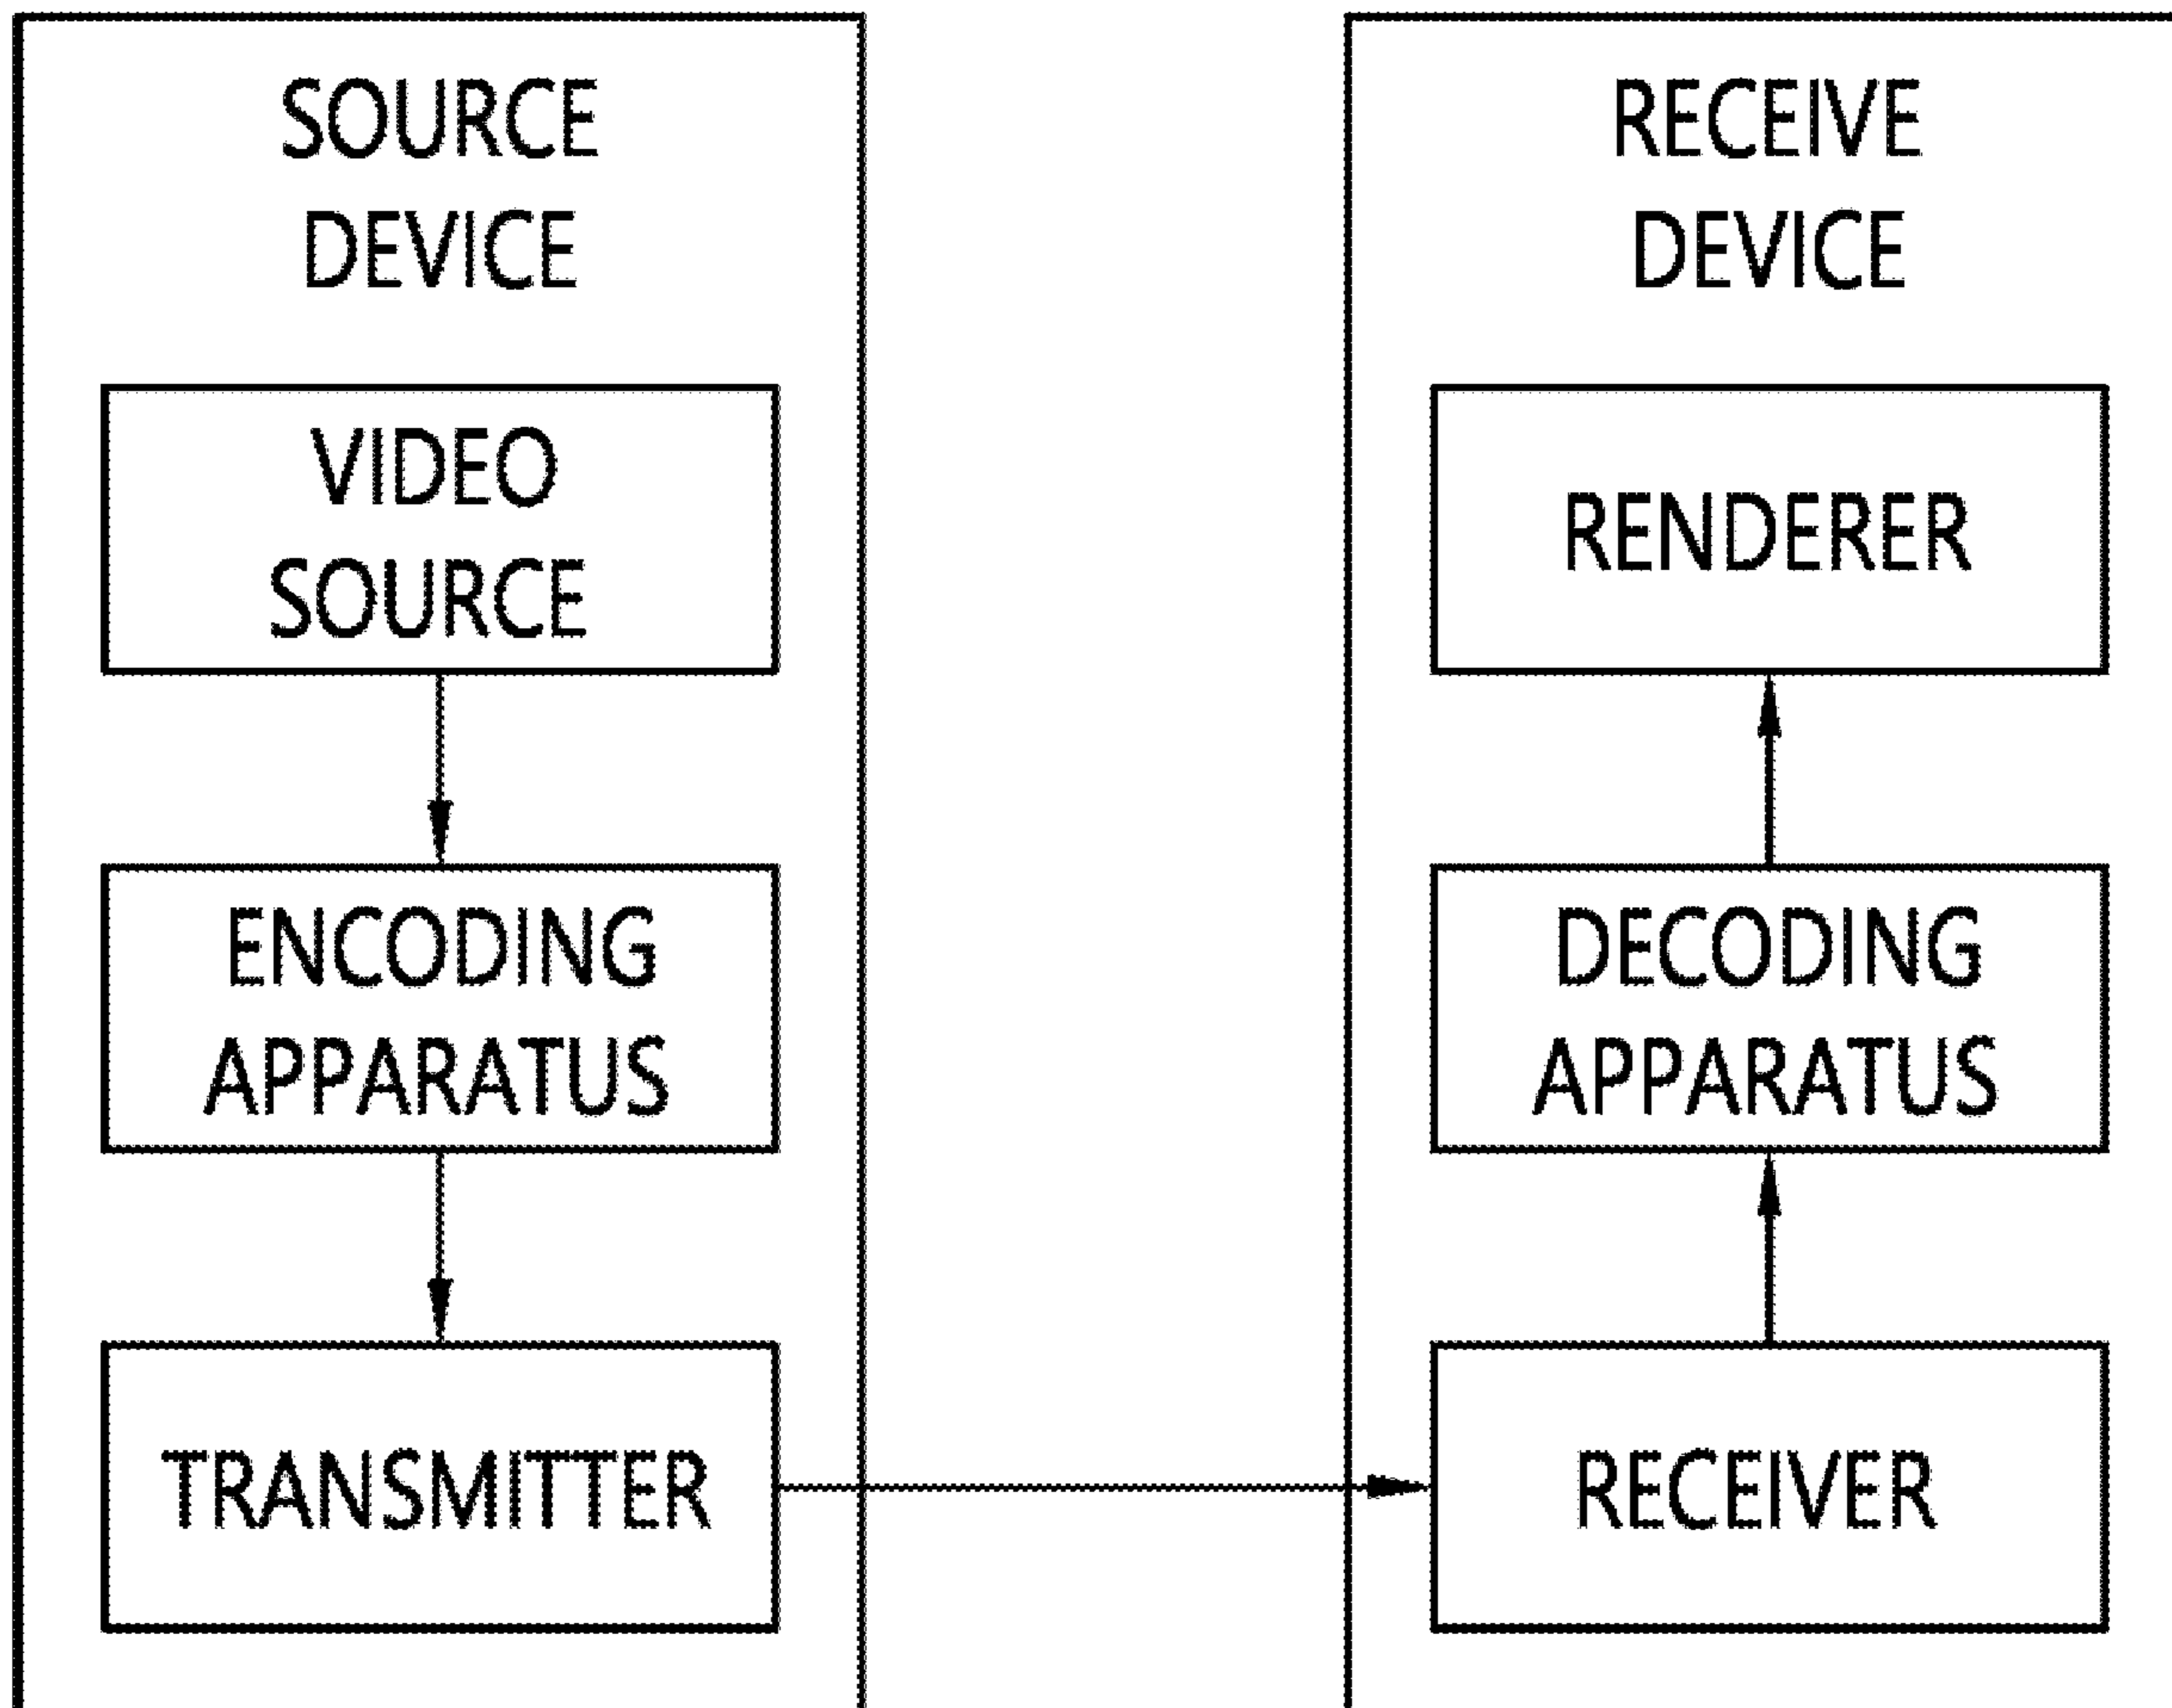 SOURCE
DEVICE
VIDEO
SOURCE
ENCODING
APPARATUS
TRANSMITTER
RECEIVE
DEVICE
RENDERER
DECODING
APPARATUS
RECEIVER